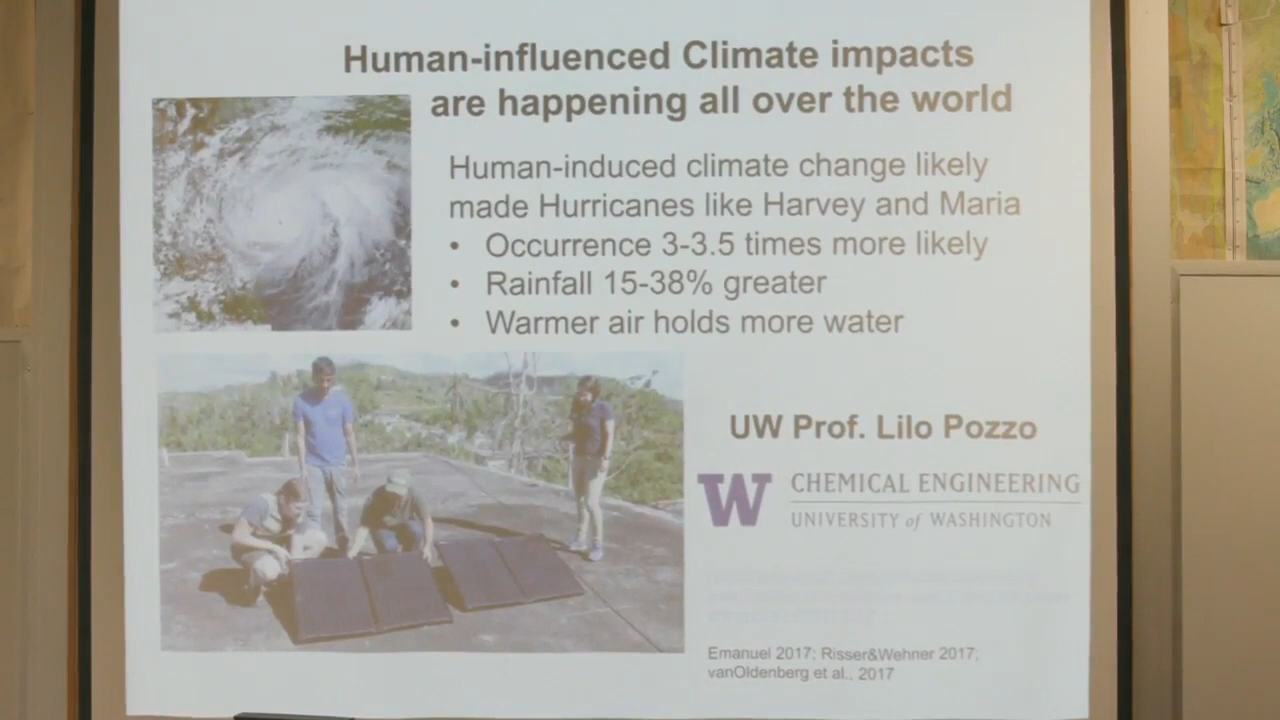 Human-influenced Climate impacts
are happening all over the world
Human-induced climate change likely
made Hurricanes like Harvey and Maria
• Occurrence 3-3.5 times more likely
• Rainfall 15-38% greater
• Warmer air holds more water
UW Prof. Lilo Pozzo
W CHEMICAL ENGINEERING
UNIVERSITY of WASHINGTON
Emanuel 2017; Risser&Wehner 2017;
vanOldenberg et al., 2017